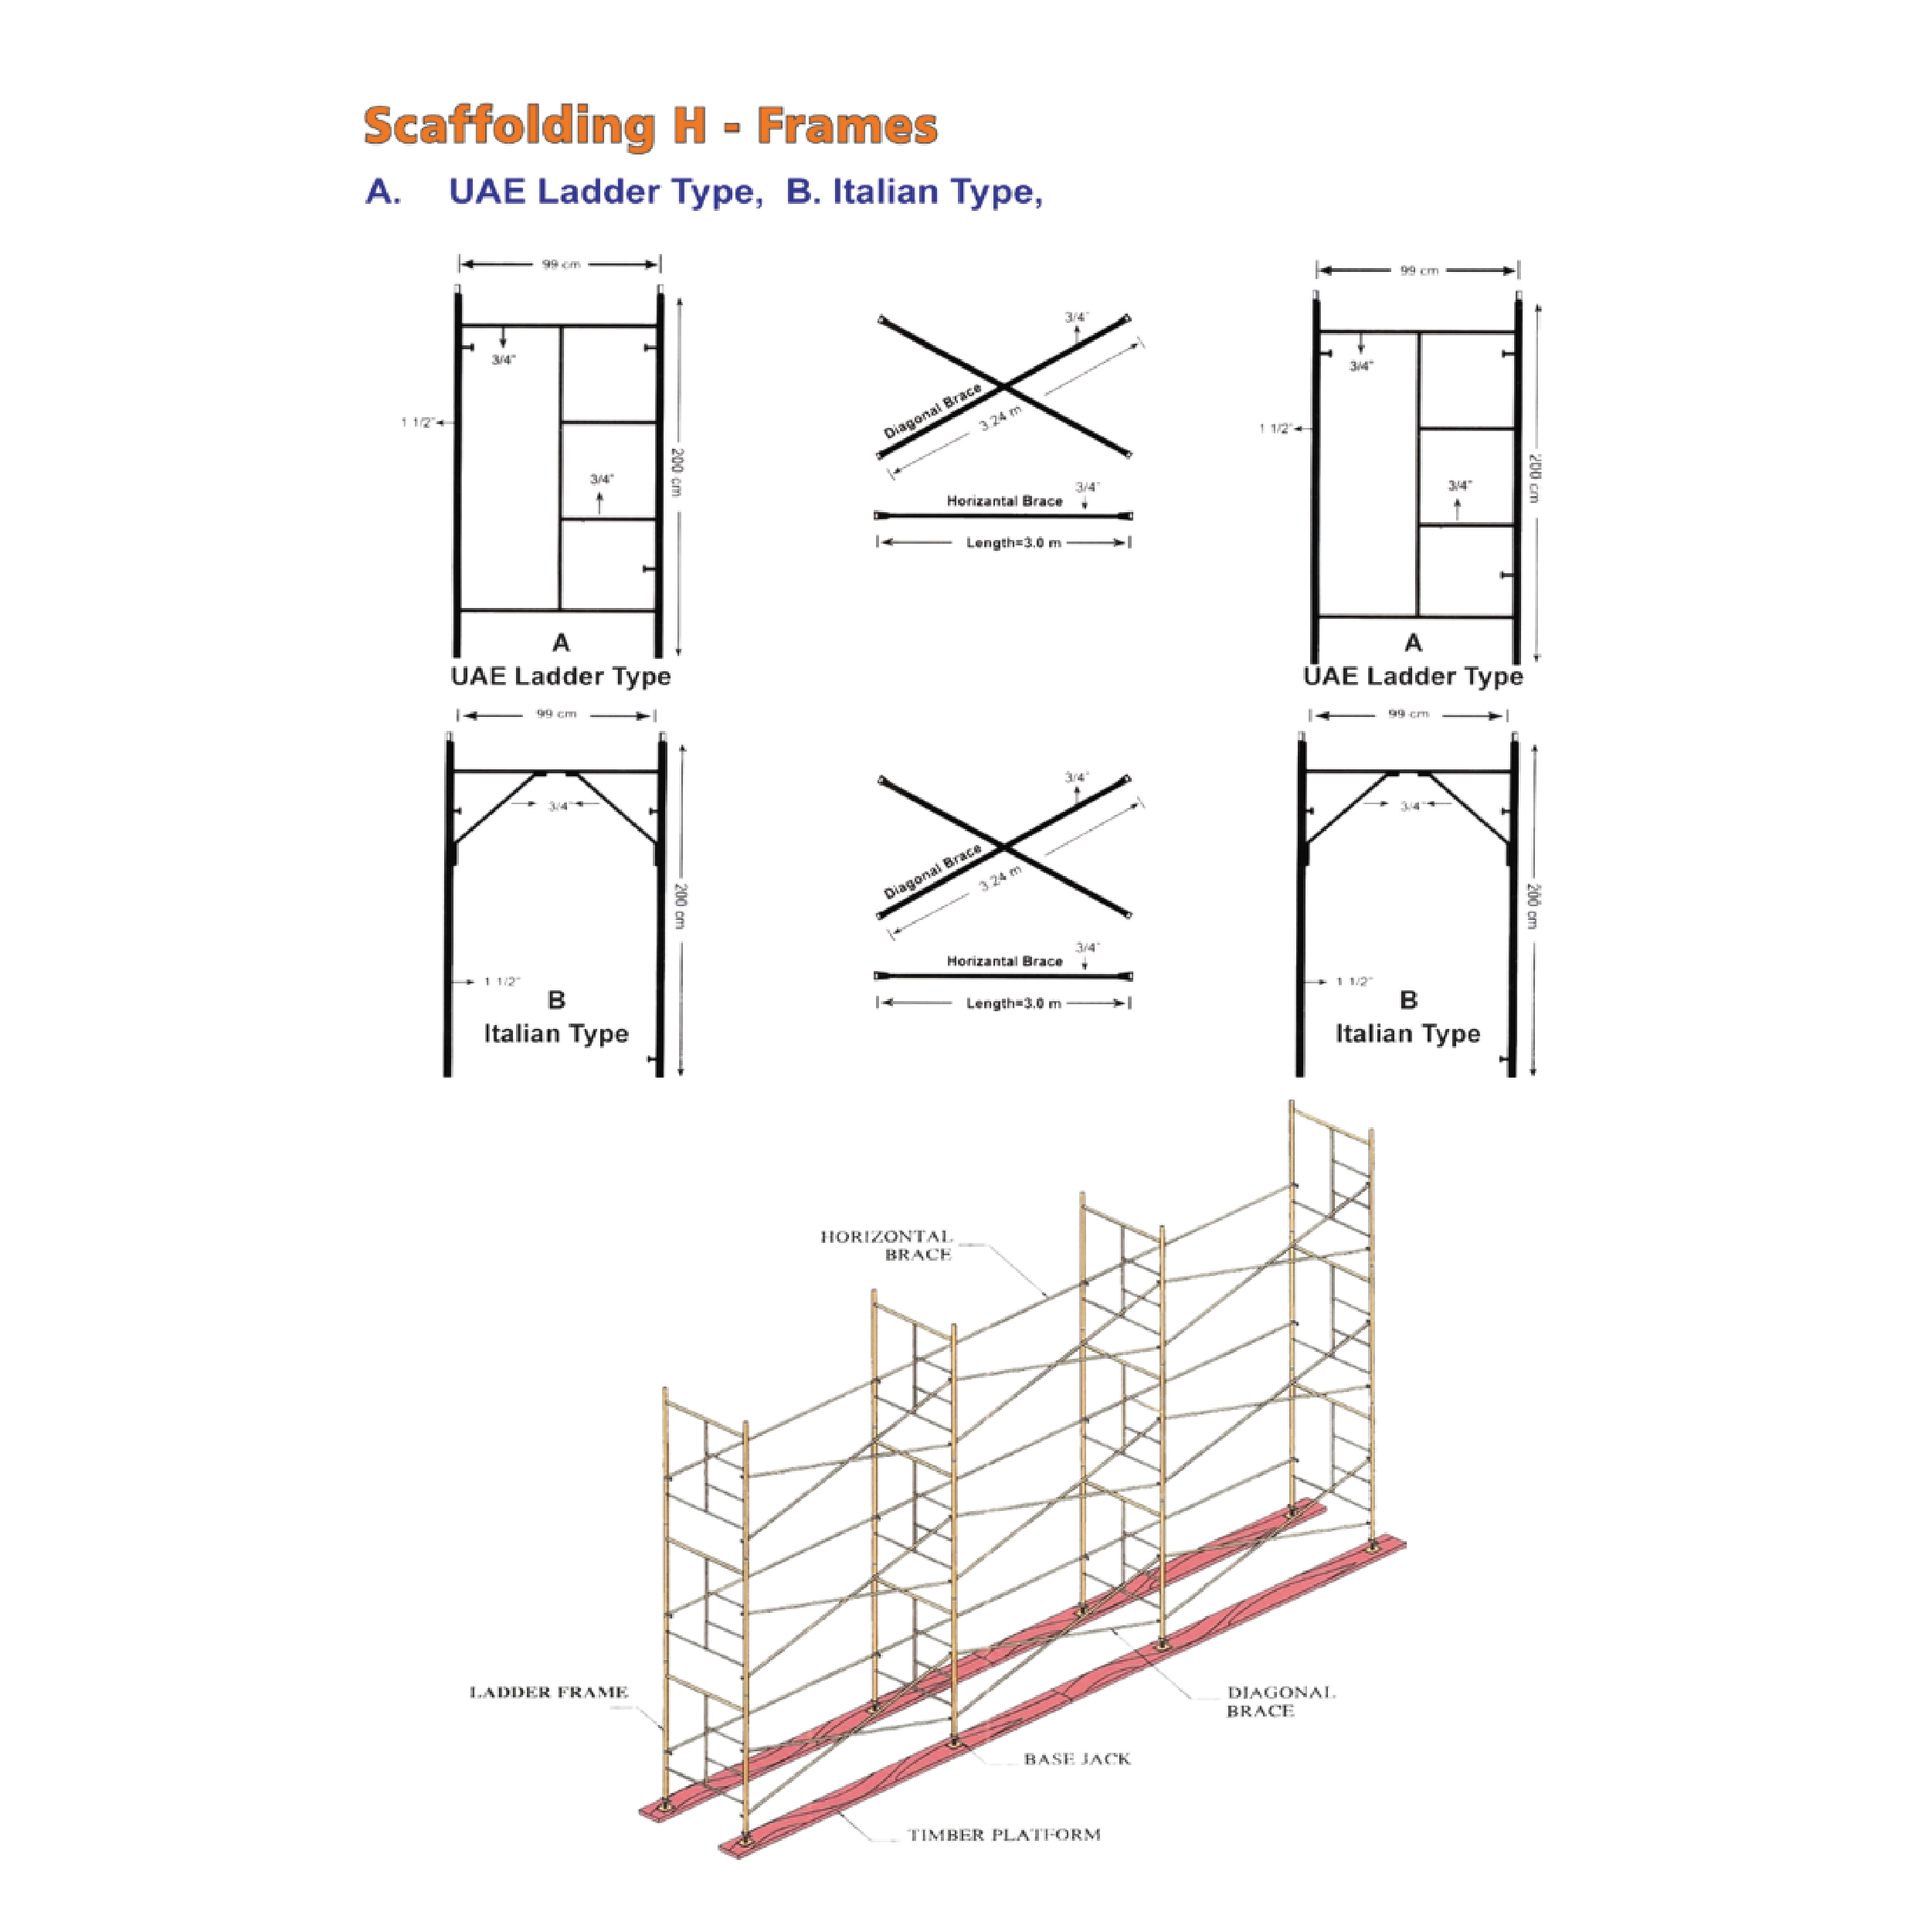 Scaffolding H - Frames
A. UAE Ladder Type, B. Italian Type,
99 cm
3/4"
1 1/2"
3/4"
200 cm
A
UAE Ladder Type
3/4"
Diagonal Brace
3.24 m
Horizantal Brace
3/4"
Length=3.0 m
99 cm
3/4"
1 1/2"
3/4"
200 cm
A
UAE Ladder Type
99 cm
3/4"
200 cm
1 1/2"
B
Italian Type
3/4"
Diagonal Brace
3.24 m
Horizantal Brace
3/4"
Length=3.0 m
99 cm
3/4"
200 cm
1 1/2"
B
Italian Type
HORIZONTAL
BRACE
LADDER FRAME
DIAGONAL
BRACE
BASE JACK
TIMBER PLATFORM